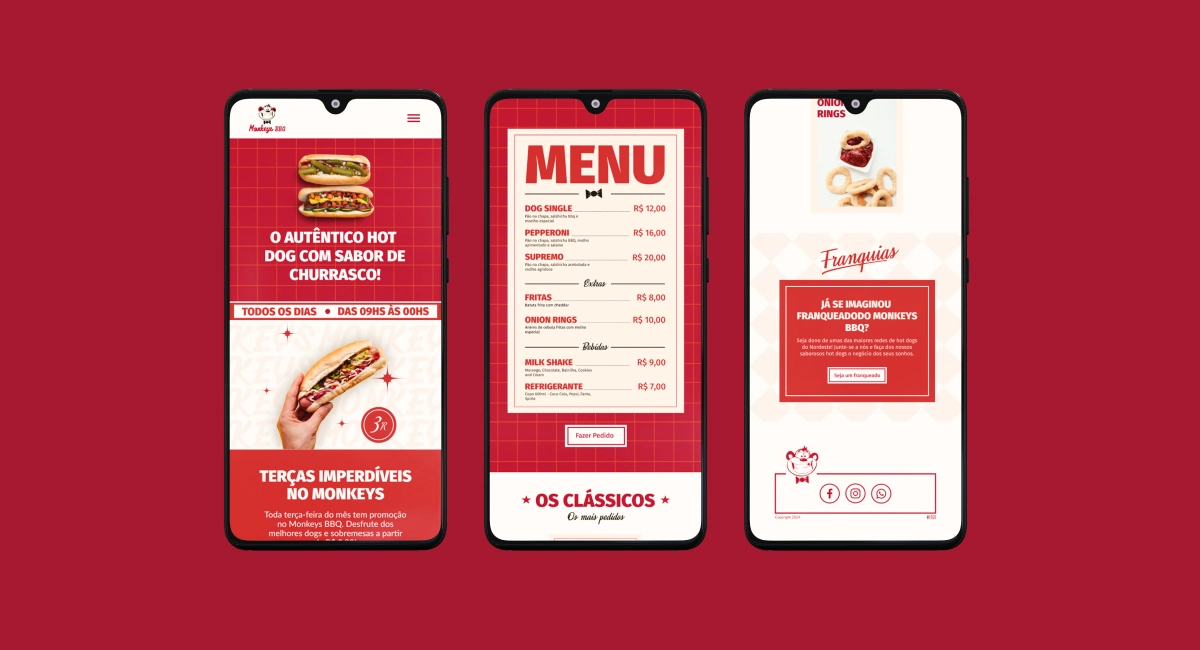 Monkeys BBQ
O AUTÊNTICO HOT
DOG COM SABOR DE
CHURRASCO!
TODOS OS DIAS • DAS 09HS ÀS 00HS
3R
TERÇAS IMPERDÍVEIS
NO MONKEYS
Toda terça-feira do mês tem promoção
no Monkeys BBQ. Desfrute dos
melhores dogs e sobremesas a partir
MENU
DOG SINGLE R$ 12,00
Pão na chapa, salsicha bbq e
molho especial
PEPPERONI R$ 16,00
Pão na chapa, salsicha BBQ, molho
apimentado e salame
SUPREMO R$ 20,00
Pão na chapa, salsicha acebolada e
molho agridoce
Extras
FRITAS R$ 8,00
Batata frita com cheddar
ONION RINGS R$ 10,00
Anéis de cebola fritas com molho
especial
Bebidas
MILK SHAKE R$ 9,00
Morango, Chocolate, Baunilha, Cookies
and Cream
REFRIGERANTE R$ 7,00
Copo 600ml - Coca Cola, Pepsi, Fanta,
Sprite
Fazer Pedido
★ OS CLÁSSICOS ★
Os mais pedidos
ONION
RINGS
Franquias
JÁ SE IMAGINOU
FRANQUEADODO MONKEYS
BBQ?
Seja dono de umas das maiores redes de hot dogs
do Nordeste! Junte-se a nós e faça dos nossos
saborosos hot dogs o negócio dos seus sonhos.
Seja um franqueado
Copyright 2024